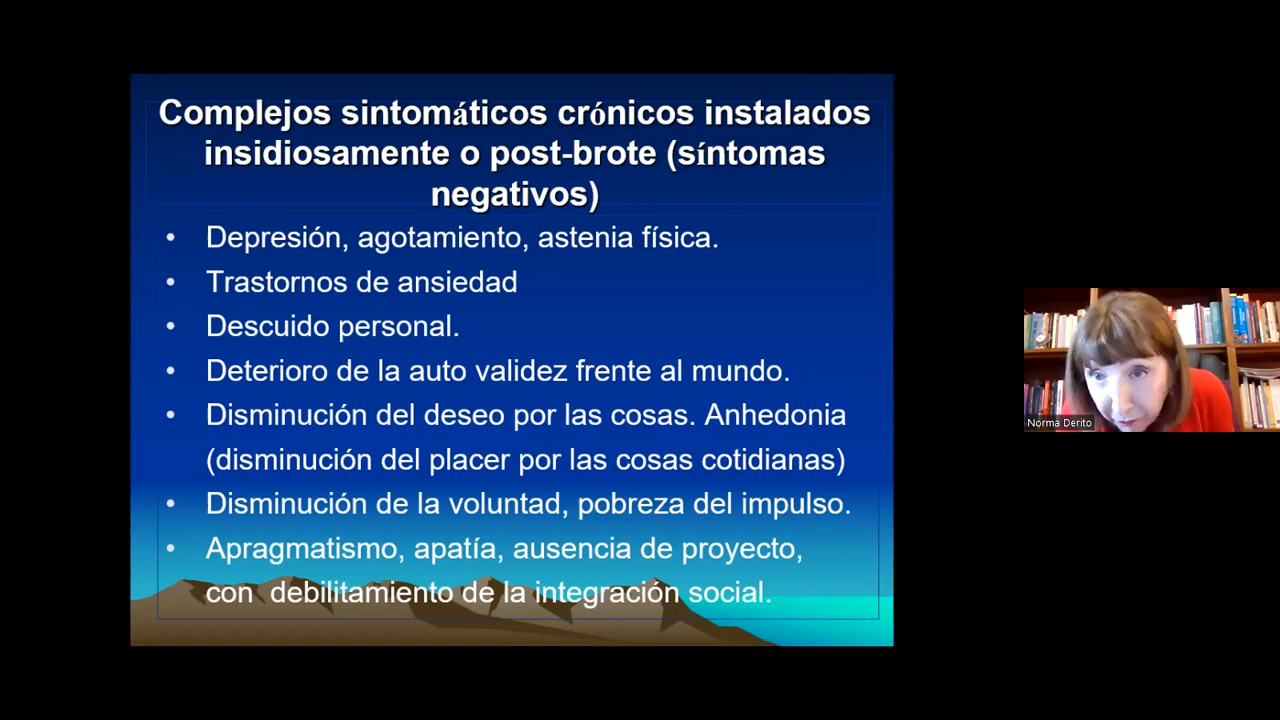 Complejos sintomáticos crónicos instalados
insidiosamente o post-brote (síntomas
negativos)
• Depresión, agotamiento, astenia física.
• Trastornos de ansiedad
• Descuido personal.
• Deterioro de la auto validez frente al mundo.
• Disminución del deseo por las cosas. Anhedonia
(disminución del placer por las cosas cotidianas)
• Disminución de la voluntad, pobreza del impulso.
• Apragmatismo, apatía, ausencia de proyecto,
con debilitamiento de la integración social.
Norma Derito